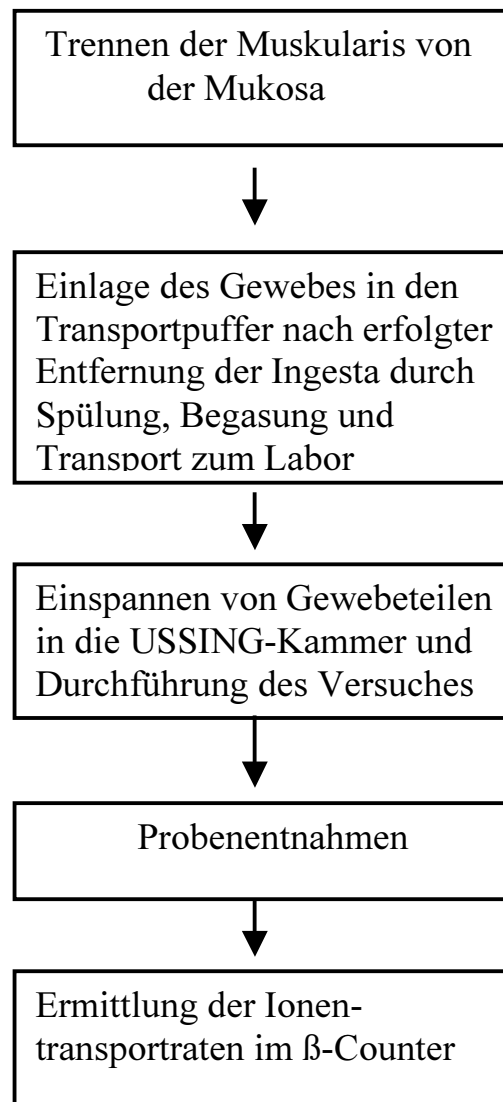 Trennen der Muskularis von
der Mukosa
Einlage des Gewebes in den
Transportpuffer nach erfolgter
Entfernung der Ingesta durch
Spülung, Begasung und
Transport zum Labor
Einspannen von Gewebeteilen
in die USSING-Kammer und
Durchführung des Versuches
Probenentnahmen
Ermittlung der Ionen-
transportraten im ß-Counter